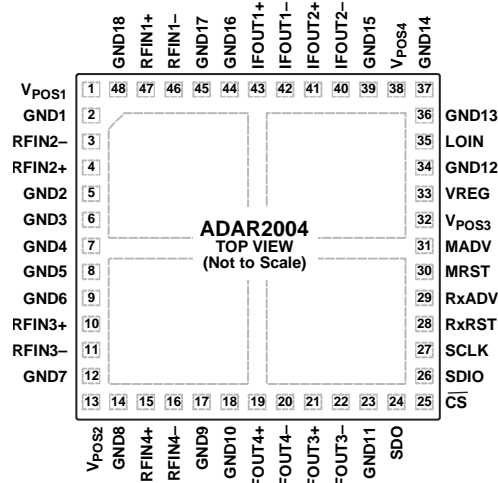 GND18
RFIN1+
RFIN1–
GND17
GND16
IFOUT1+
IFOUT1–
IFOUT2+
IFOUT2–
GND15
VPOS4
GND14
48
47
46
45
44
43
42
41
40
39
38
37
VPOS1 1
GND1 2
RFIN2– 3
RFIN2+ 4
GND2 5
GND3 6
GND4 7
GND5 8
GND6 9
RFIN3+ 10
RFIN3– 11
GND7 12
ADAR2004
TOP VIEW
(Not to Scale)
36 GND13
35 LOIN
34 GND12
33 VREG
32 VPOS3
31 MADV
30 MRST
29 RxADV
28 RxRST
27 SCLK
26 SDIO
25 CS
13
14
15
16
17
18
19
20
21
22
23
24
VPOS2
GND8
RFIN4+
RFIN4–
GND9
GND10
FOUT4+
FOUT4–
FOUT3+
FOUT3–
GND11
SDO